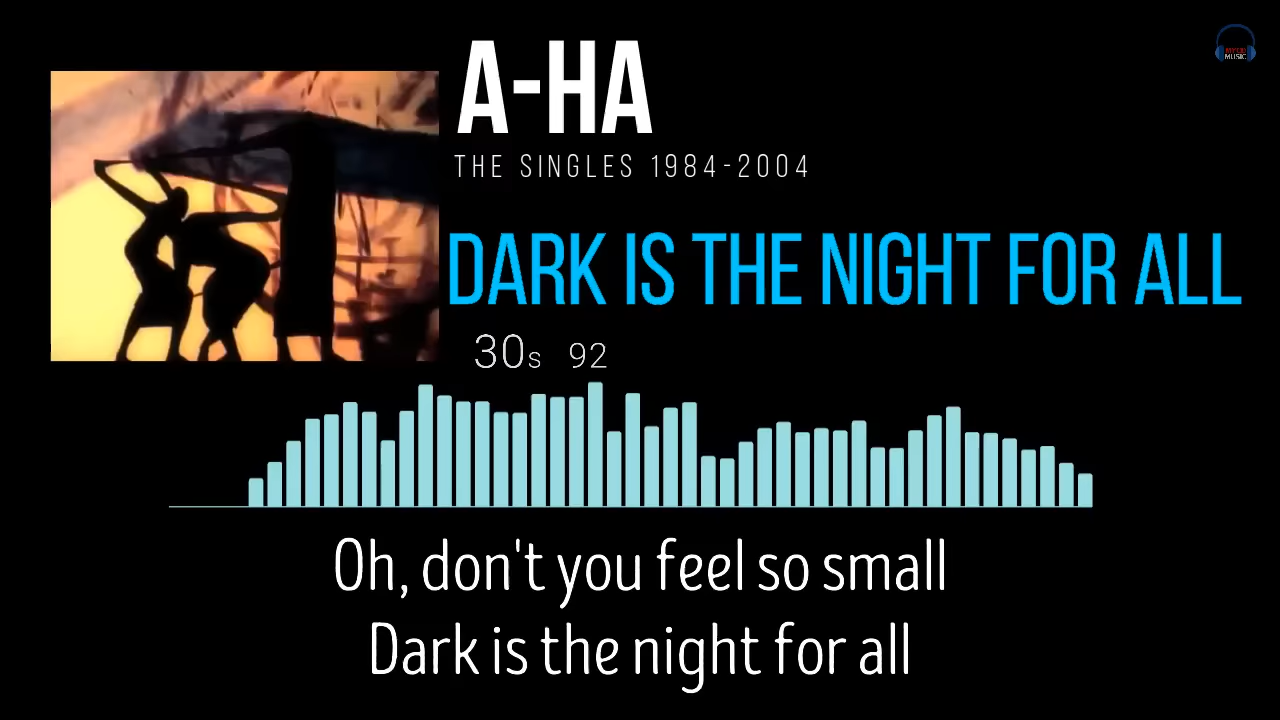 A-HA
THE SINGLES 1984-2004
DARK IS THE NIGHT FOR ALL
30s 92
Oh, don't you feel so small
Dark is the night for all
MUSIC